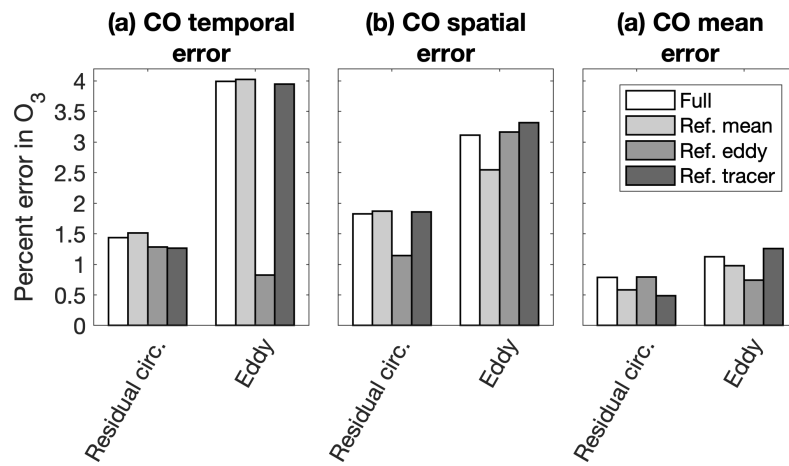 (a) CO temporal
error
(b) CO spatial
error
(a) CO mean
error
Percent error in O3
4
3.5
3
2.5
2
1.5
1
0.5
0
Full
Ref. mean
Ref. eddy
Ref. tracer
Residual circ.
Eddy
Residual circ.
Eddy
Residual circ.
Eddy